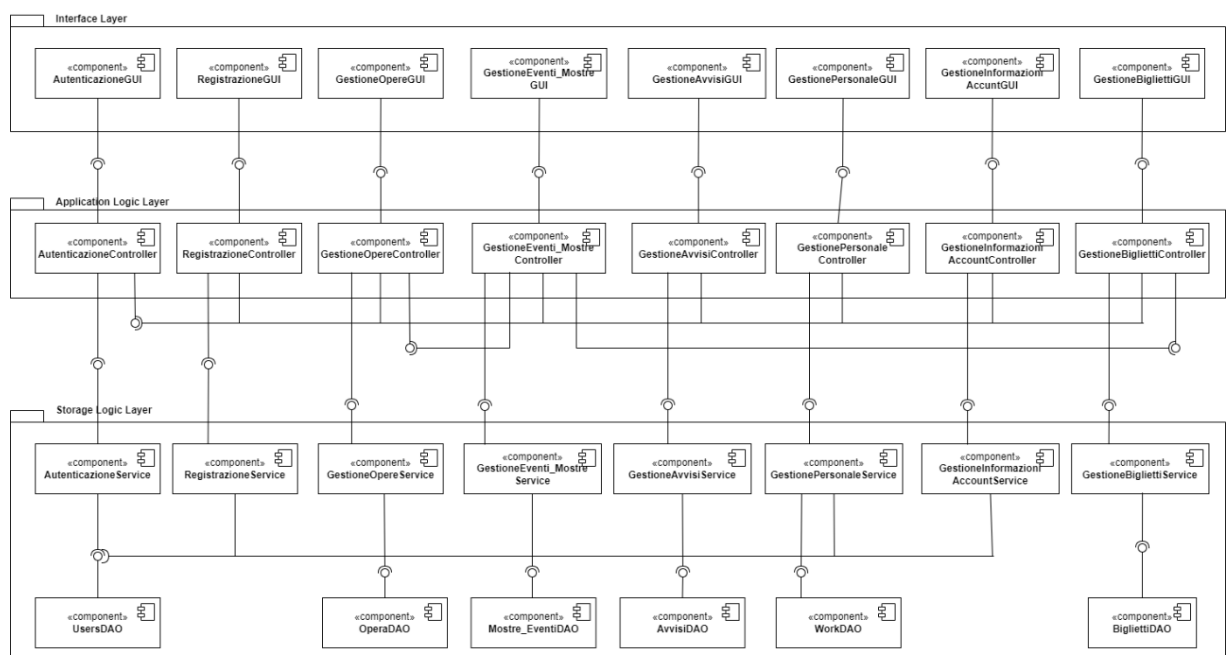 Interface Layer
«component»
AutenticazioneGUI
«component»
RegistrazioneGUI
«component»
GestioneOpereGUI
«component»
GestioneEventi_Mostre
GUI
«component»
GestioneAvvisiGUI
«component»
GestionePersonaleGUI
«component»
GestioneInformazioni
AccuntGUI
«component»
GestioneBigliettiGUI
Application Logic Layer
«component»
AutenticazioneController
«component»
RegistrazioneController
«component»
GestioneOpereController
«component»
GestioneEventi_Mostre
Controller
«component»
GestioneAvvisiController
«component»
GestionePersonale
Controller
«component»
GestioneInformazioni
AccountController
«component»
GestioneBigliettiController
Storage Logic Layer
«component»
AutenticazioneService
«component»
RegistrazioneService
«component»
GestioneOpereService
«component»
GestioneEventi_Mostre
Service
«component»
GestioneAvvisiService
«component»
GestionePersonaleService
«component»
GestioneInformazioni
AccountService
«component»
GestioneBigliettiService
«component»
UsersDAO
«component»
OperaDAO
«component»
Mostre_EventiDAO
«component»
AvvisiDAO
«component»
WorkDAO
«component»
BigliettiDAO